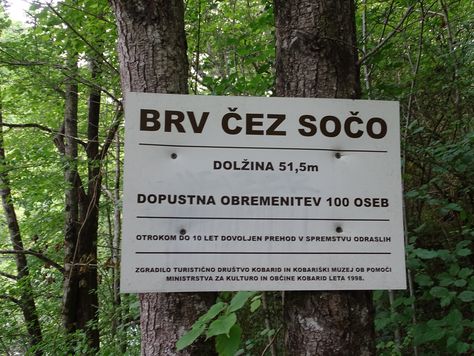 BRV ČEZ SOČO
DOLŽINA 51,5m
DOPUSTNA OBREMENITEV 100 OSEB
OTROKOM DO 10 LET DOVOLJEN PREHOD V SPREMSTVU ODRASLIH
ZGRADILO TURISTIČNO DRUŠTVO KOBARID IN KOBARIŠKI MUZEJ OB POMOČI
MINISTRSTVA ZA KULTURO IN OBČINE KOBARID LETA 1998.